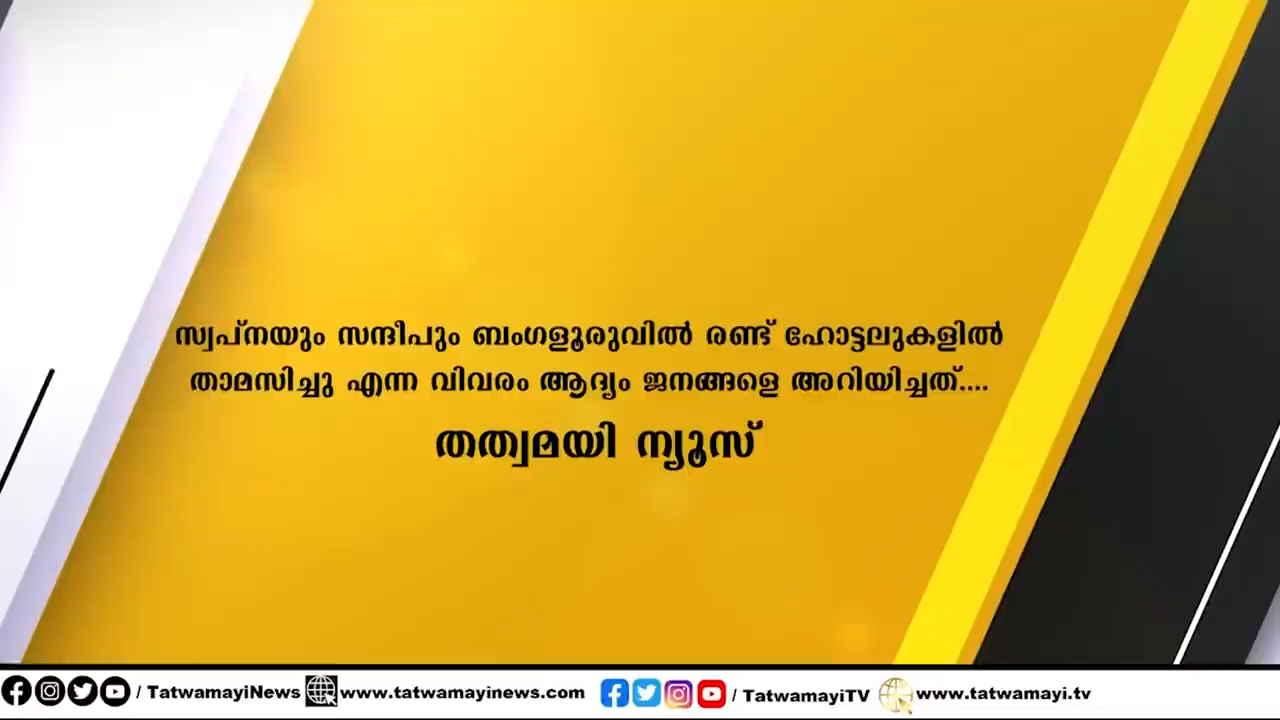 സ്വപ്നയും സന്ദീപും ബംഗളൂരുവിൽ രണ്ട് ഹോട്ടലുകളിൽ
താമസിച്ചു എന്ന വിവരം ആദ്യം ജനങ്ങളെ അറിയിച്ചത്....
തത്വമയി ന്യൂസ്
/ TatwamayiNews www.tatwamayinews.com / TatwamayiTV www.tatwamayi.tv